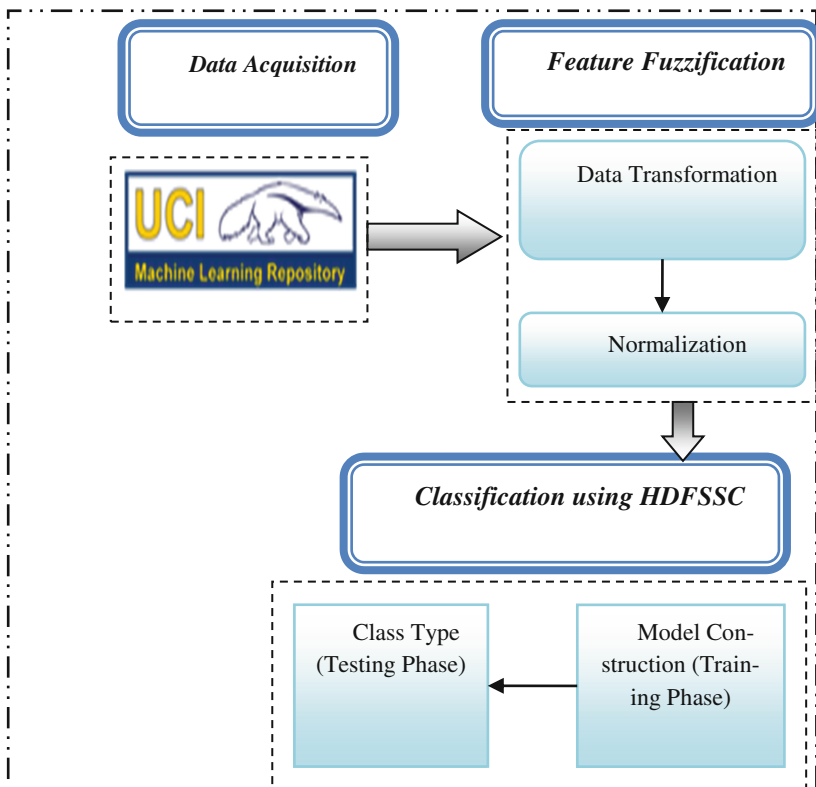 Data Acquisition
Feature Fuzzification
UCI
Machine Learning Repository
Data Transformation
Normalization
Classification using HDFSSC
Class Type
(Testing Phase)
Model Con-
struction (Train-
ing Phase)